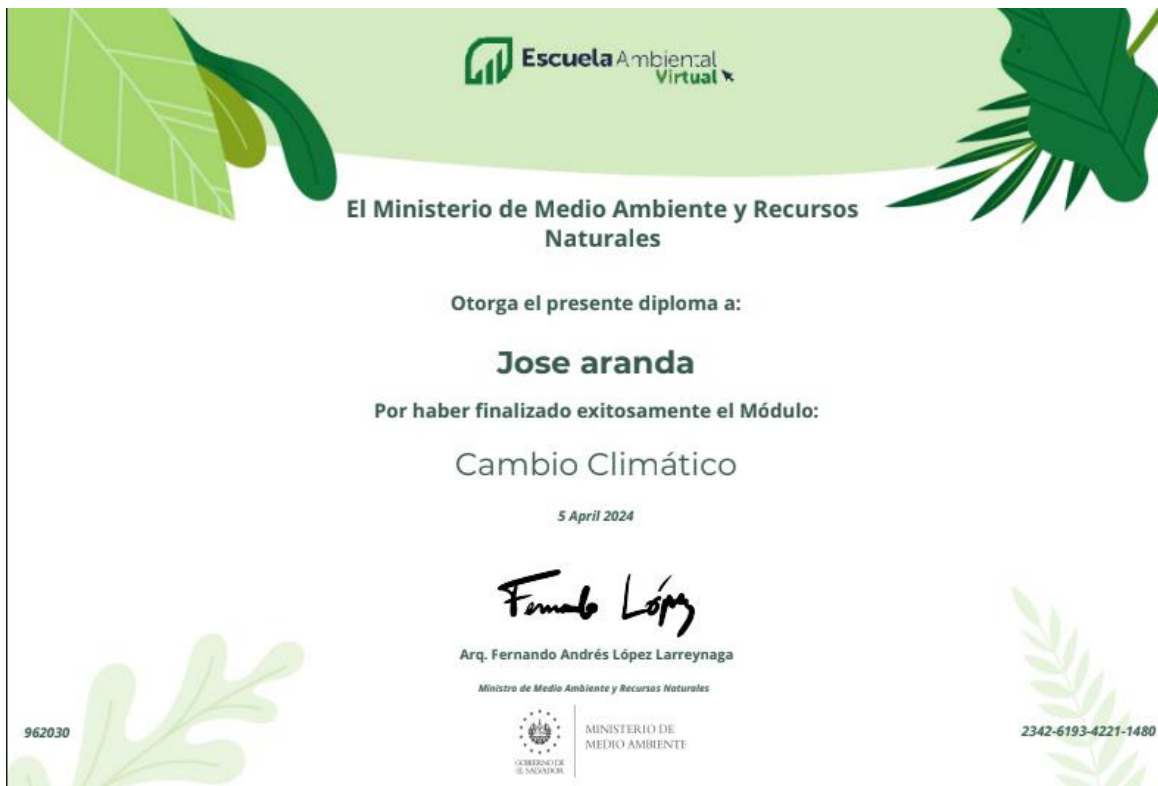 Escuela Ambiental
Virtual
El Ministerio de Medio Ambiente y Recursos
Naturales
Otorga el presente diploma a:
Jose aranda
Por haber finalizado exitosamente el Módulo:
Cambio Climático
5 April 2024
Fernando López
Arq. Fernando Andrés López Larreynaga
Ministro de Medio Ambiente y Recursos Naturales
962030
GOBIERNO DE
EL SALVADOR
MINISTERIO DE
MEDIO AMBIENTE
2342-6193-4221-1480